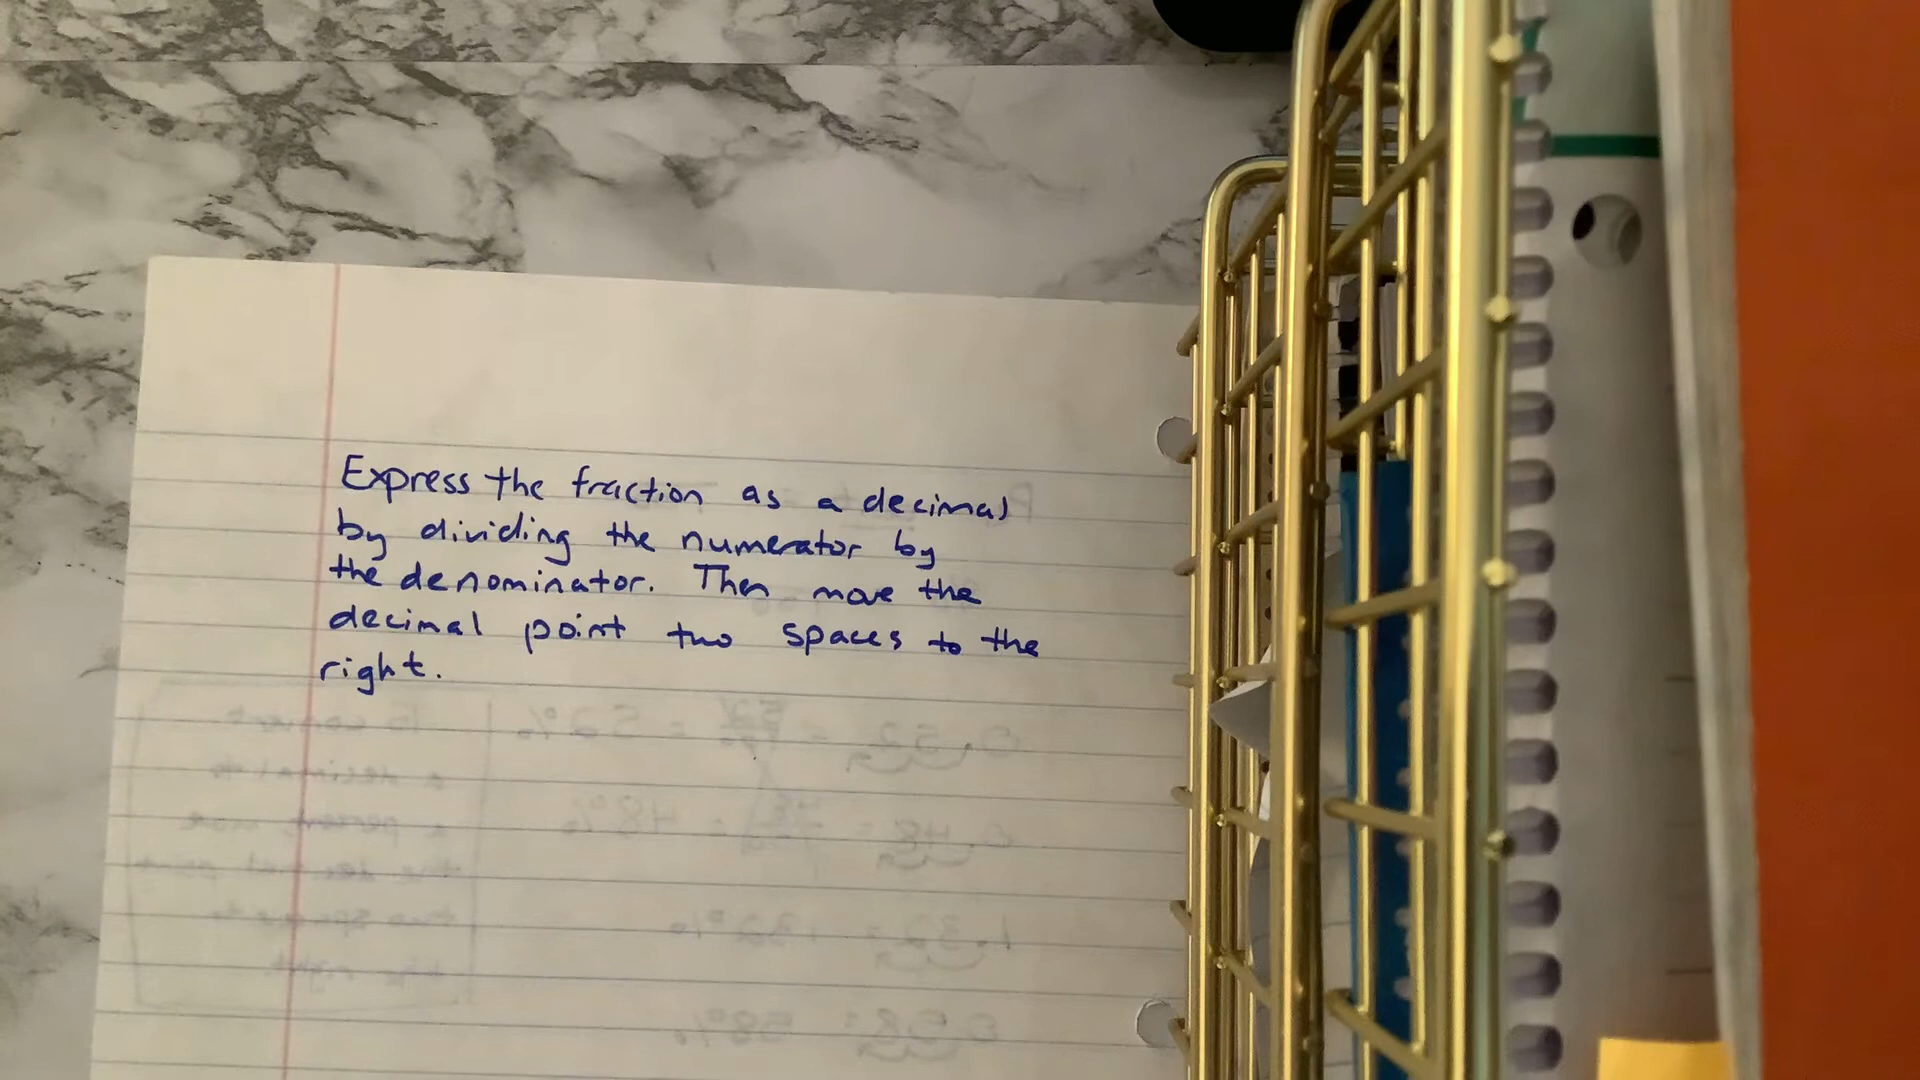 Express the fraction as a decimal
by dividing the numerator by
the denominator. Then move the
decimal point two spaces to the
right.